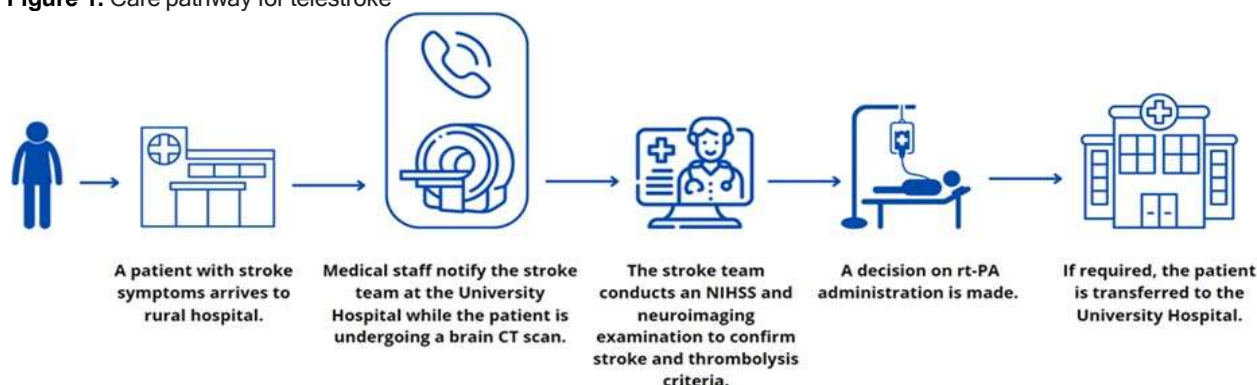 Figure 1. Care pathway for telestroke
A patient with stroke
symptoms arrives to
rural hospital.
Medical staff notify the stroke
team at the University
Hospital while the patient is
undergoing a brain CT scan.
The stroke team
conducts an NIHSS and
neuroimaging
examination to confirm
stroke and thrombolysis
criteria.
A decision on rt-PA
administration is made.
If required, the patient
is transferred to the
University Hospital.